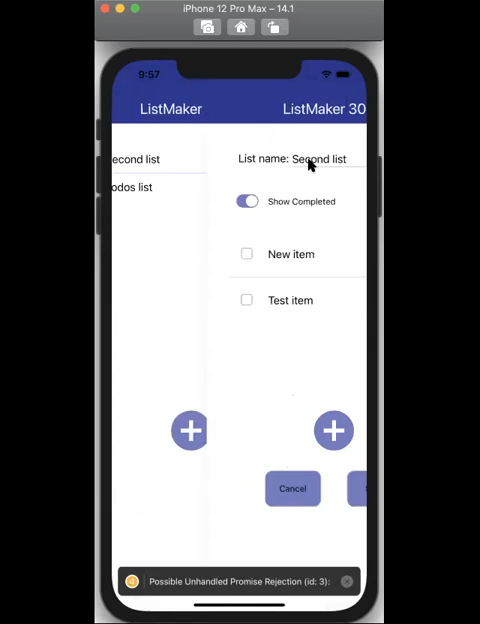 iPhone 12 Pro Max – 14.1
9:57
ListMaker
ListMaker 30
econd list
odos list
List name: Second list
Show Completed
New item
Test item
Cancel
4
Possible Unhandled Promise Rejection (id: 3):